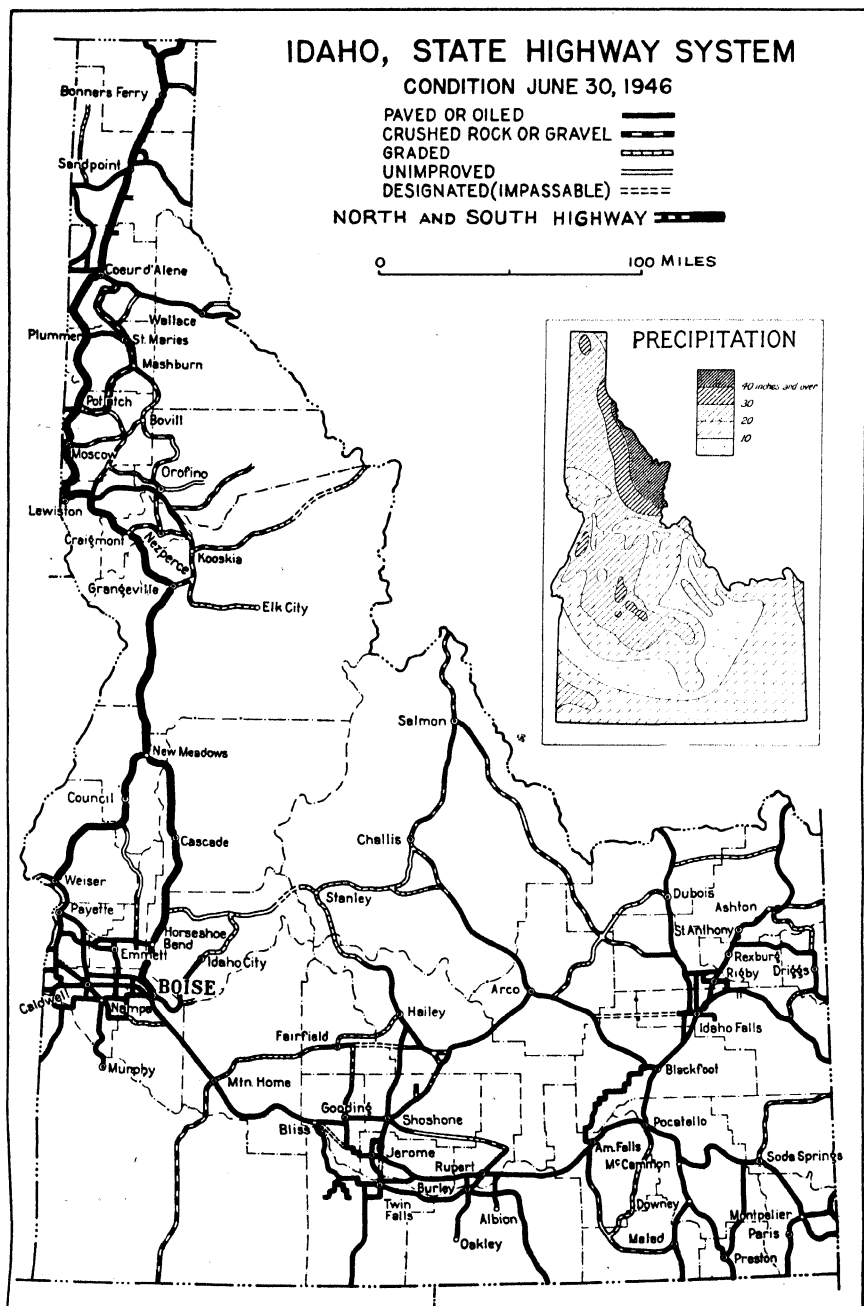 IDAHO, STATE HIGHWAY SYSTEM
CONDITION JUNE 30, 1946
PAVED OR OILED
CRUSHED ROCK OR GRAVEL
GRADED
UNIMPROVED
DESIGNATED(IMPASSABLE)
NORTH AND SOUTH HIGHWAY
0 100 MILES
PRECIPITATION
40 inches and over
30
20
10
Bonners Ferry
Sandpoint
Coeur d'Alene
Wallace
Plummer
St. Maries
Mashburn
Potlatch
Bovill
Moscow
Orofino
Lewiston
Craigmont
Nezperce
Kooskia
Grangeville
Elk City
Salmon
New Meadows
Council
Cascade
Challis
Weiser
Stanley
Dubois
Payette
Ashton
Horseshoe
Bend
St Anthony
Emmett
Idaho City
Rexburg
Rigby
Driggs
BOISE
Caldwell
Nampa
Arco
Hailey
Idaho Falls
Fairfield
Murphy
Mtn. Home
Blackfoot
Gooding
Bliss
Shoshone
Pocatello
Jerome
Am. Falls
McCammon
Soda Springs
Rupert
Burley
Twin
Falls
Albion
Downey
Montpelier
Oakley
Malad
Paris
Preston